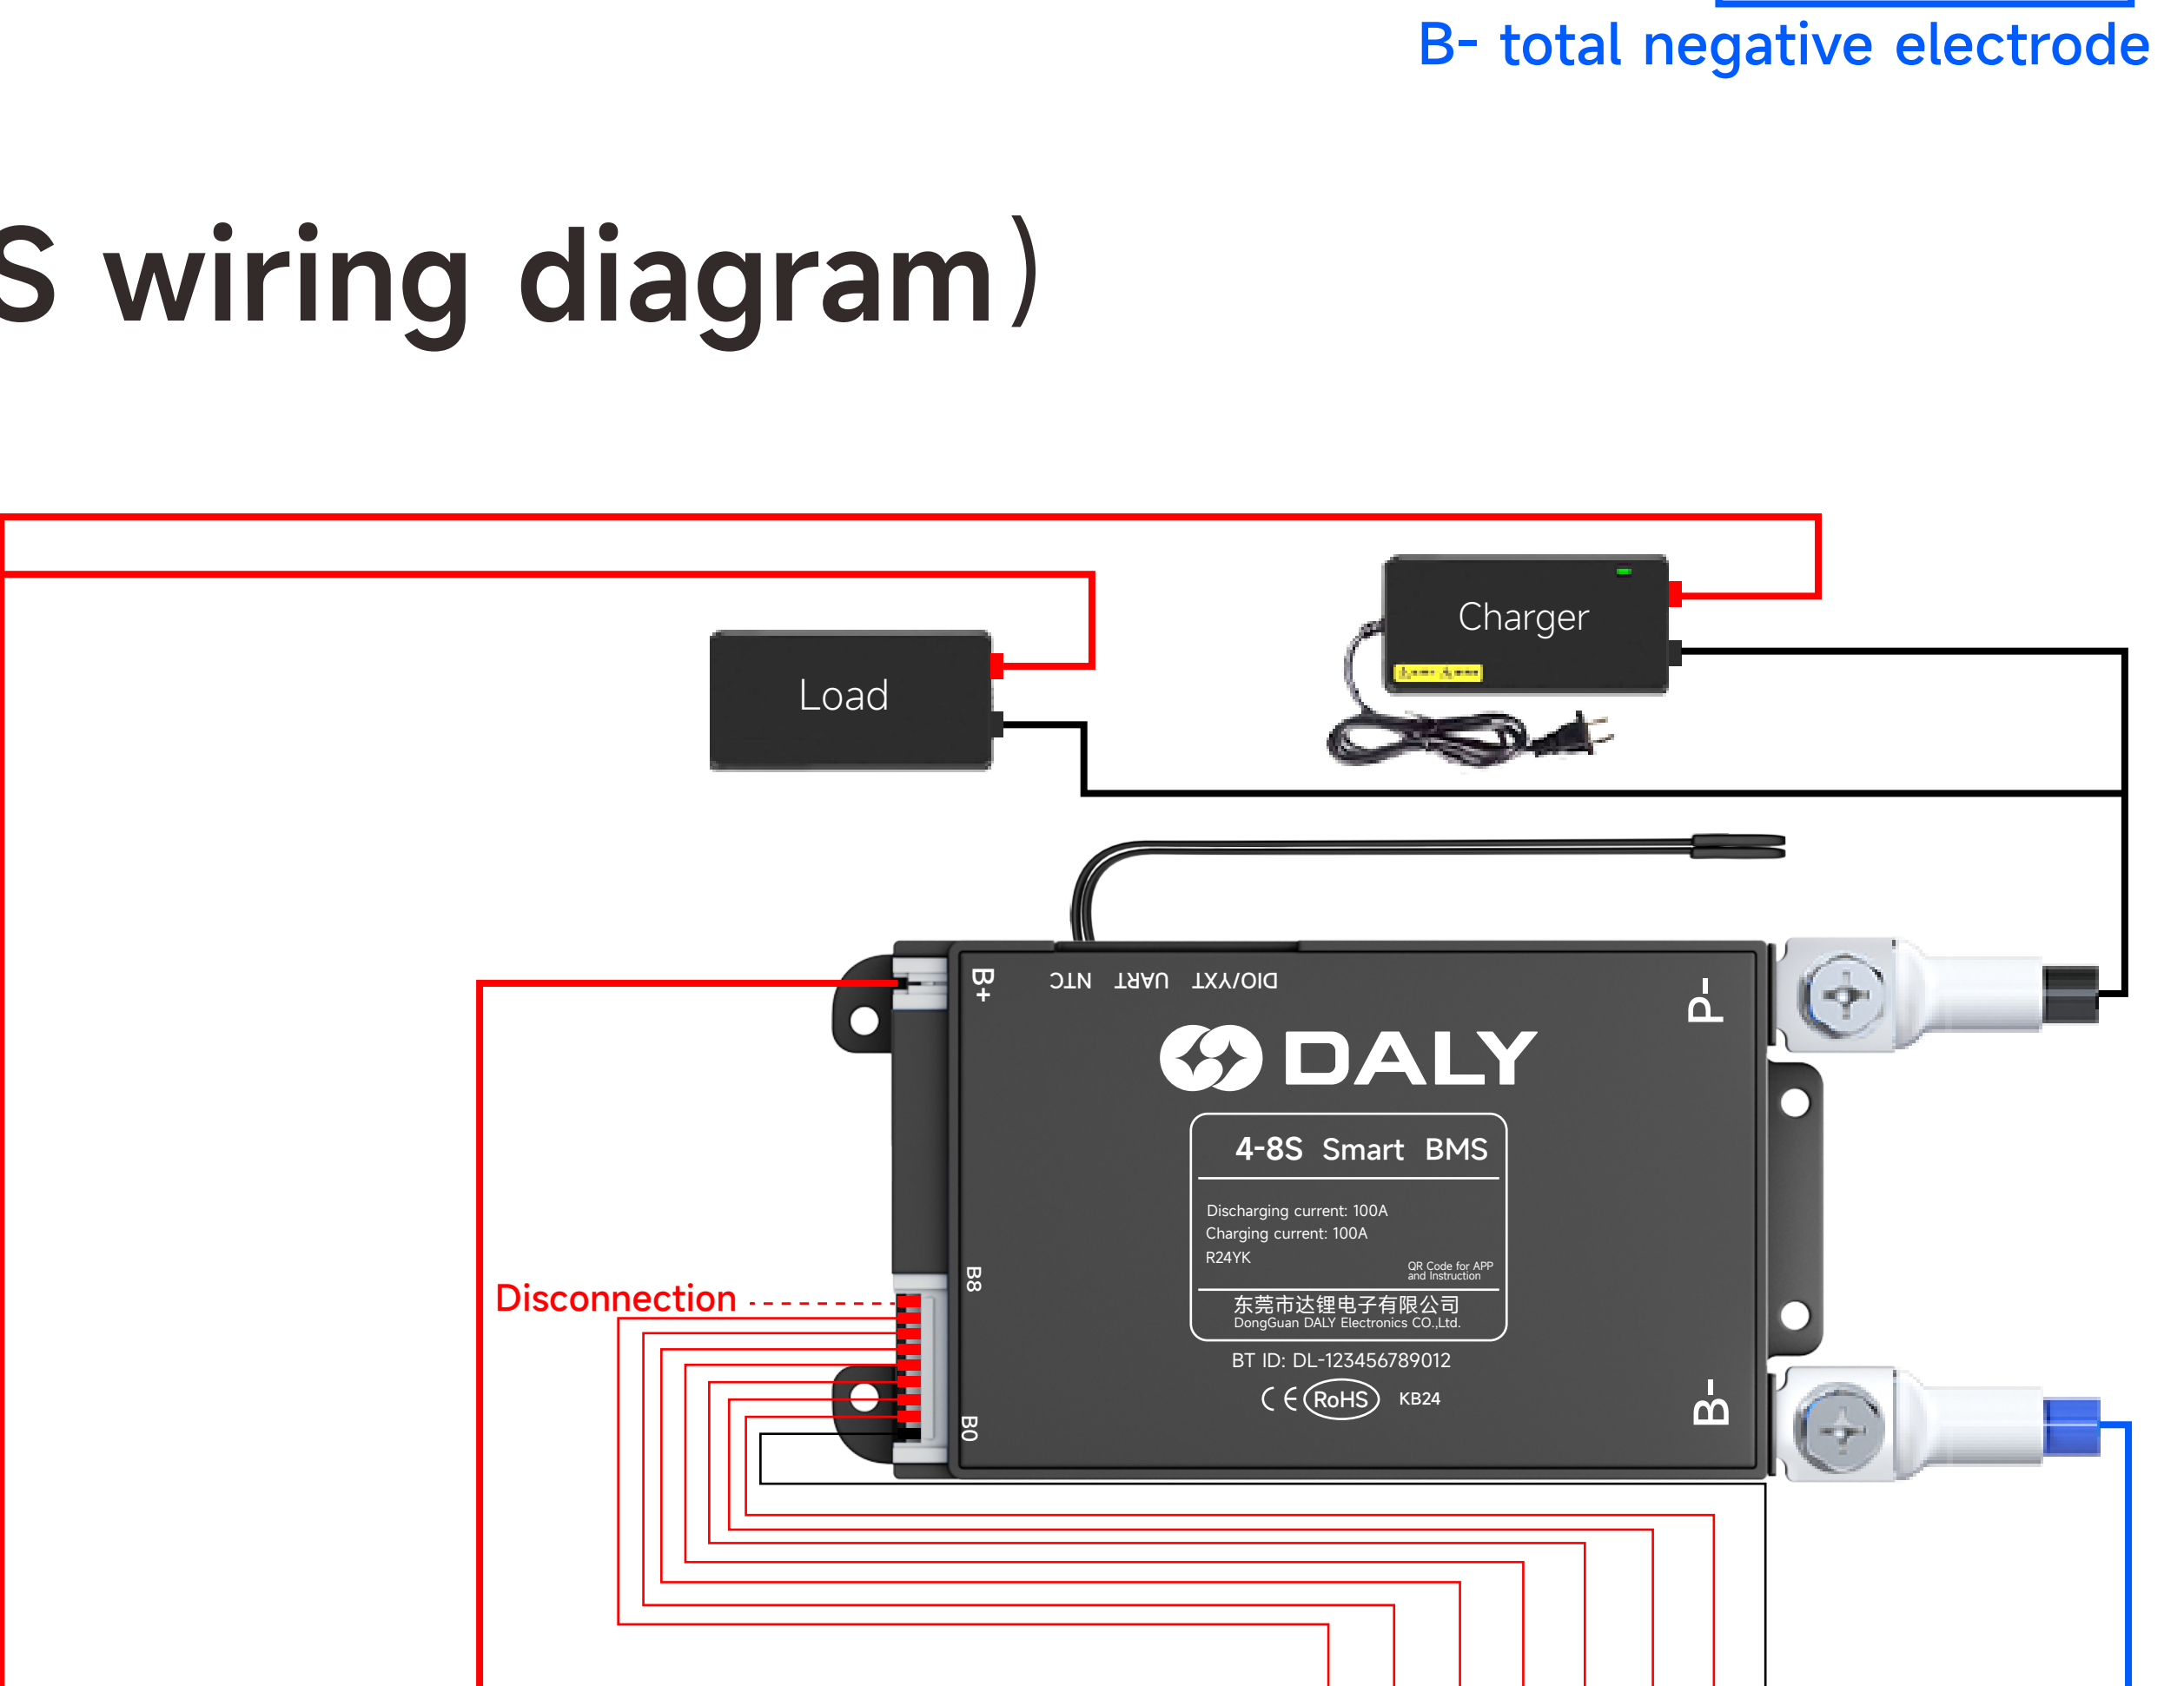 B- total negative electrode
S wiring diagram)
Charger
Load
B+
NTC UART DIO/YXT
P-
DALY
4-8S Smart BMS
Discharging current: 100A
Charging current: 100A
R24YK
QR Code for APP
and Instruction
B8
Disconnection
东莞市达锂电子有限公司
DongGuan DALY Electronics CO.,Ltd.
BT ID: DL-123456789012
CE RoHS KB24
B-
B0